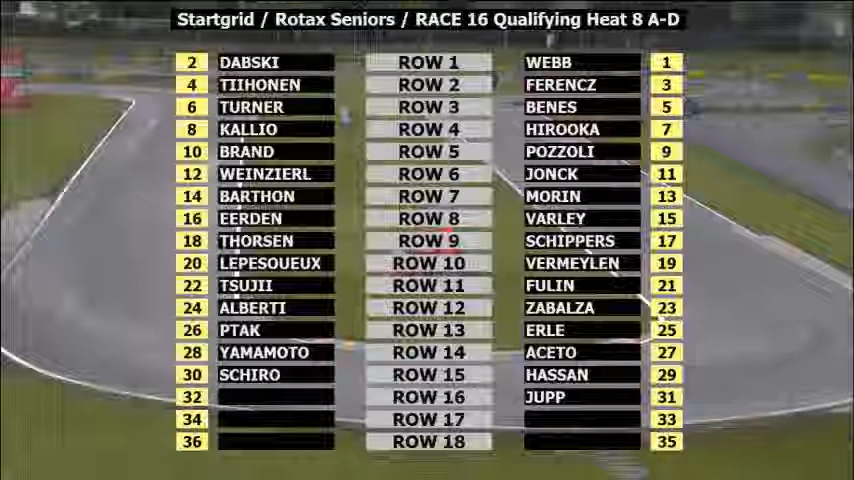 Startgrid / Rotax Seniors / RACE 16 Qualifying Heat 8 A-D
2 DABSKI ROW 1 WEBB 1
4 TIIHONEN ROW 2 FERENCZ 3
6 TURNER ROW 3 BENES 5
8 KALLIO ROW 4 HIROOKA 7
10 BRAND ROW 5 POZZOLI 9
12 WEINZIERL ROW 6 JONCK 11
14 BARTHON ROW 7 MORIN 13
16 EERDEN ROW 8 VARLEY 15
18 THORSEN ROW 9 SCHIPPERS 17
20 LEPESOUEUX ROW 10 VERMEYLEN 19
22 TSUJII ROW 11 FULIN 21
24 ALBERTI ROW 12 ZABALZA 23
26 PTAK ROW 13 ERLE 25
28 YAMAMOTO ROW 14 ACETO 27
30 SCHIRO ROW 15 HASSAN 29
32 ROW 16 JUPP 31
34 ROW 17 33
36 ROW 18 35